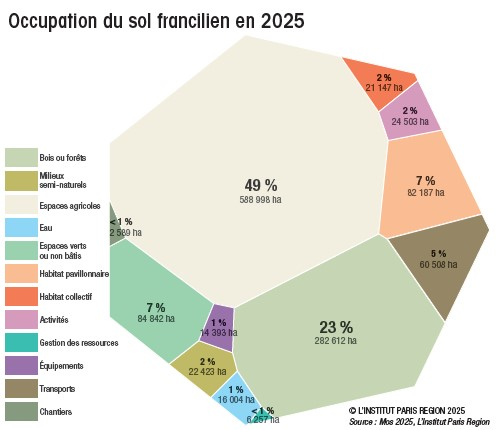 Occupation du sol francilien en 2025
2 %
21 147 ha
2 %
24 503 ha
Bois ou forêts
Milieux
semi-naturels
Espaces agricoles
Eau
Espaces verts
ou non bâtis
Habitat pavillonnaire
Habitat collectif
Activités
Gestion des ressources
Équipements
Transports
Chantiers
49 %
588 998 ha
7 %
82 187 ha
< 1 %
2 569 ha
5 %
60 508 ha
7 %
84 842 ha
1 %
14 393 ha
23 %
282 612 ha
2 %
22 423 ha
1 %
16 004 ha
< 1 %
6 257 ha
© L'INSTITUT PARIS REGION 2025
Source : Mos 2025, L'Institut Paris Region